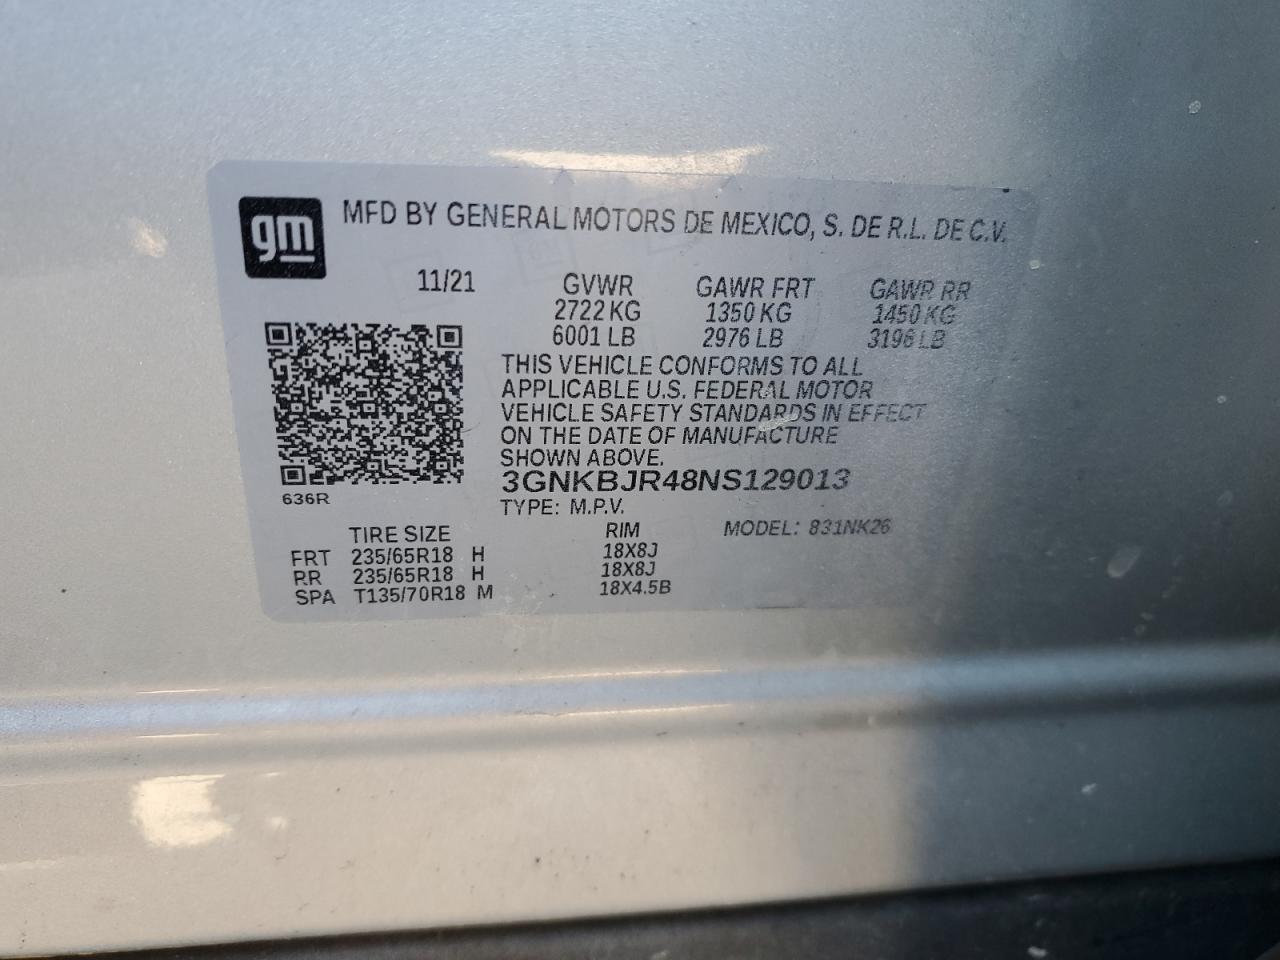 gm
MFD BY GENERAL MOTORS DE MEXICO, S. DE R.L. DE C.V.
11/21 GVWR GAWR FRT GAWR RR
2722 KG 1350 KG 1450 KG
6001 LB 2976 LB 3196 LB
THIS VEHICLE CONFORMS TO ALL
APPLICABLE U.S. FEDERAL MOTOR
VEHICLE SAFETY STANDARDS IN EFFECT
ON THE DATE OF MANUFACTURE
SHOWN ABOVE.
3GNKBJR48NS129013
636R
TYPE: M.P.V.
TIRE SIZE RIM MODEL: 831NK26
FRT 235/65R18 H 18X8J
RR 235/65R18 H 18X8J
SPA T135/70R18 M 18X4.5B